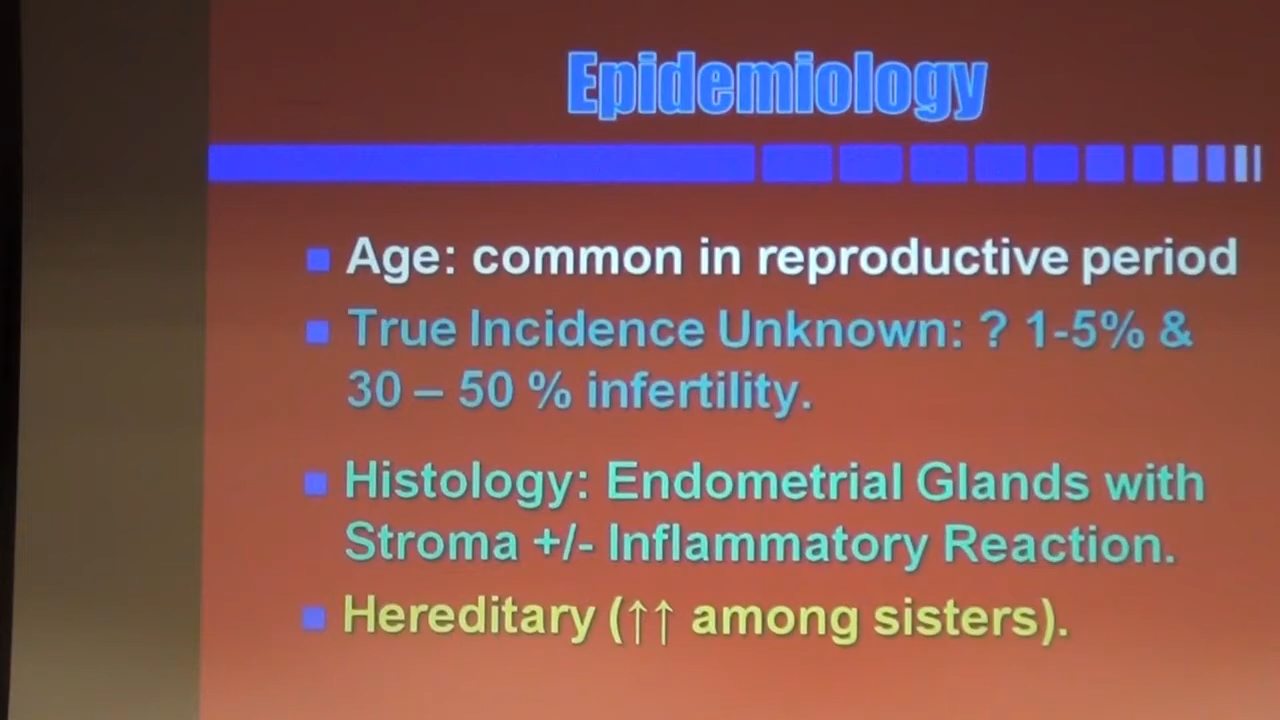 Epidemiology
Age: common in reproductive period
True Incidence Unknown: ? 1-5% &
30 – 50 % infertility.
Histology: Endometrial Glands with
Stroma +/- Inflammatory Reaction.
Hereditary (↑↑ among sisters).